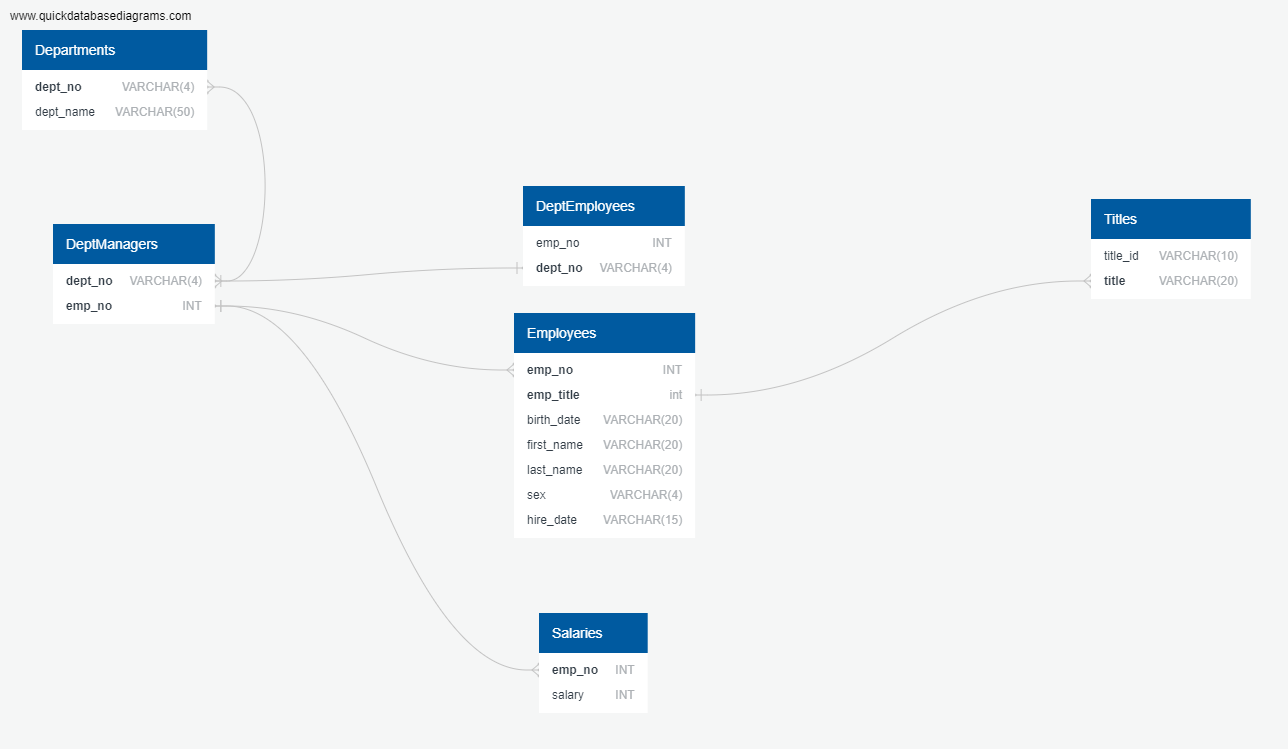 www.quickdatabasediagrams.com
Departments
dept_no VARCHAR(4)
dept_name VARCHAR(50)
DeptManagers
dept_no VARCHAR(4)
emp_no INT
DeptEmployees
emp_no INT
dept_no VARCHAR(4)
Employees
emp_no INT
emp_title int
birth_date VARCHAR(20)
first_name VARCHAR(20)
last_name VARCHAR(20)
sex VARCHAR(4)
hire_date VARCHAR(15)
Salaries
emp_no INT
salary INT
Titles
title_id VARCHAR(10)
title VARCHAR(20)